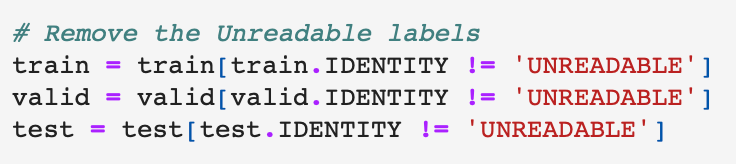 # Remove the Unreadable labels
train = train[train.IDENTITY != 'UNREADABLE']
valid = valid[valid.IDENTITY != 'UNREADABLE']
test = test[test.IDENTITY != 'UNREADABLE']